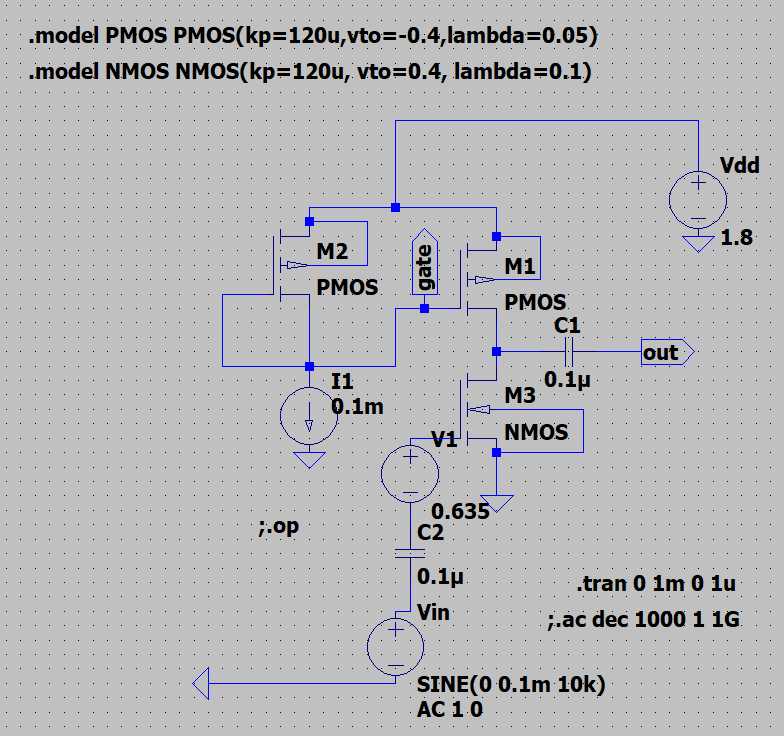 .model PMOS PMOS(kp=120u,vto=-0.4,lambda=0.05)
.model NMOS NMOS(kp=120u, vto=0.4, lambda=0.1)
Vdd
1.8
M2
PMOS
gate
M1
PMOS
C1
0.1µ
out
I1
0.1m
M3
NMOS
V1
0.635
C2
0.1µ
;.op
.tran 0 1m 0 1u
;.ac dec 1000 1 1G
Vin
SINE(0 0.1m 10k)
AC 1 0